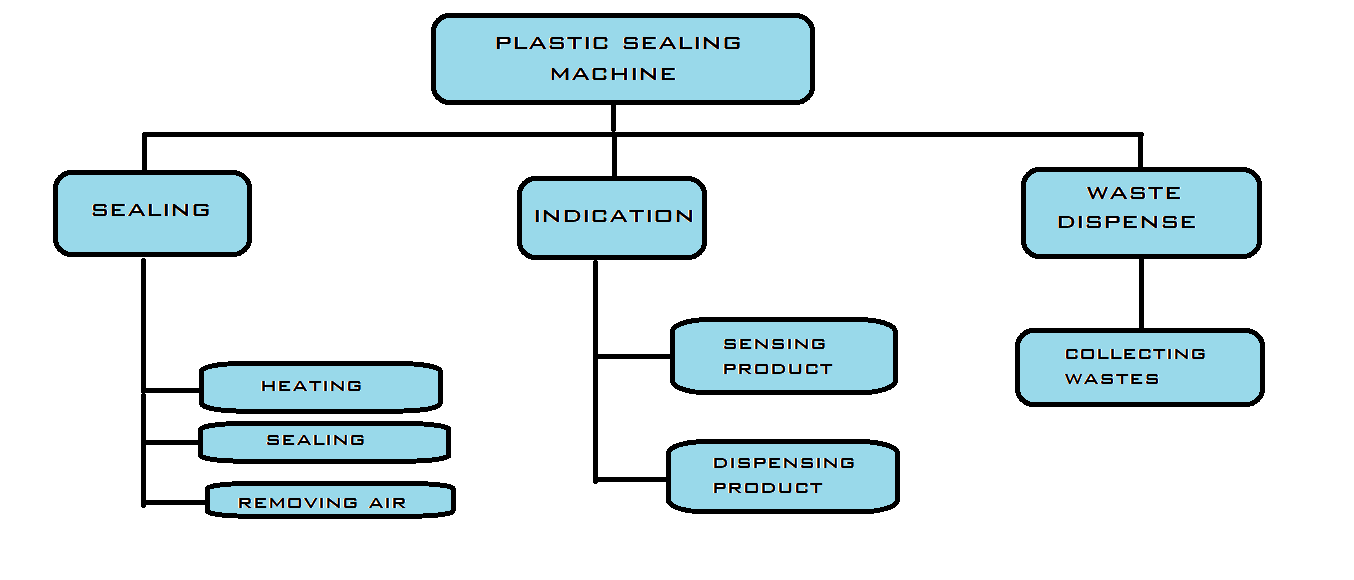 PLASTIC SEALING
MACHINE
SEALING
INDICATION
WASTE
DISPENSE
HEATING
SEALING
REMOVING AIR
SENSING
PRODUCT
DISPENSING
PRODUCT
COLLECTING
WASTES